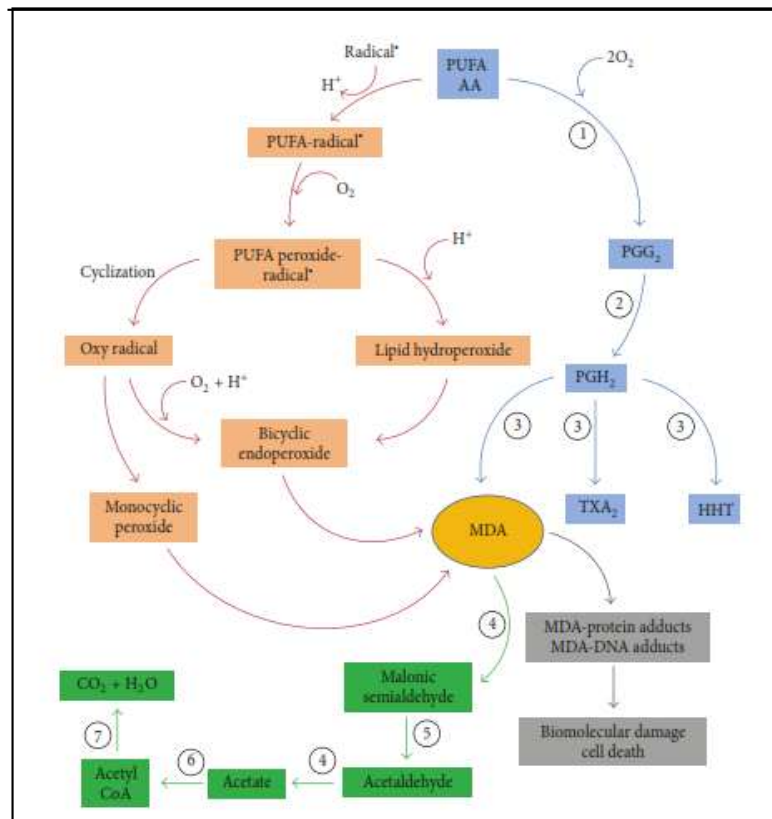 Radical•
H⁺
PUFA
AA
2O₂
①
PUFA-radical•
O₂
PUFA peroxide-
radical•
H⁺
Cyclization
PGG₂
②
Oxy radical
Lipid hydroperoxide
O₂ + H⁺
PGH₂
③
③
③
Bicyclic
endoperoxide
Monocyclic
peroxide
MDA
TXA₂
HHT
④
MDA-protein adducts
MDA-DNA adducts
Malonic
semialdehyde
CO₂ + H₂O
⑤
Biomolecular damage
cell death
⑦
Acetyl
CoA
⑥
Acetate
④
Acetaldehyde